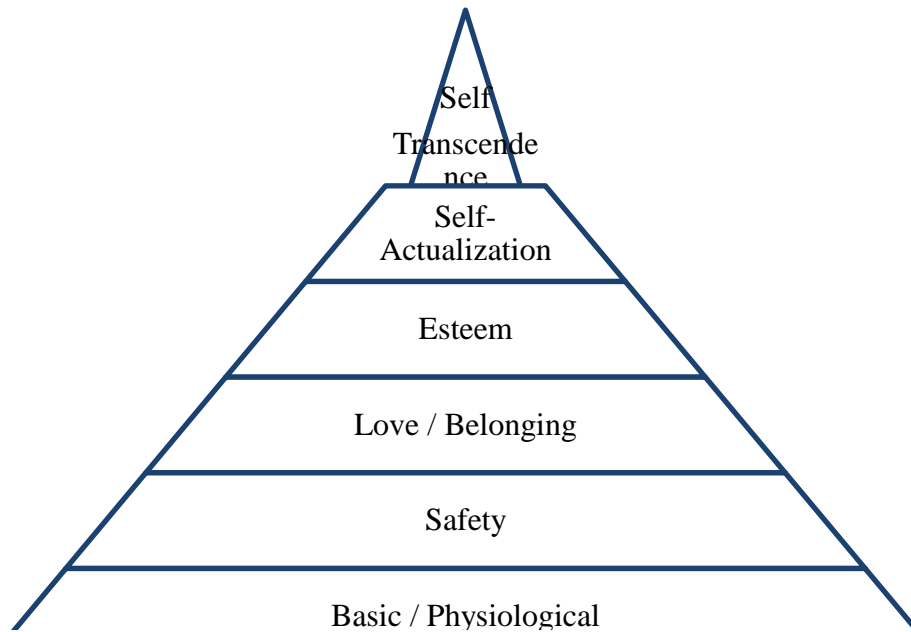 Self
Transcende
nce
Self-
Actualization
Esteem
Love / Belonging
Safety
Basic / Physiological